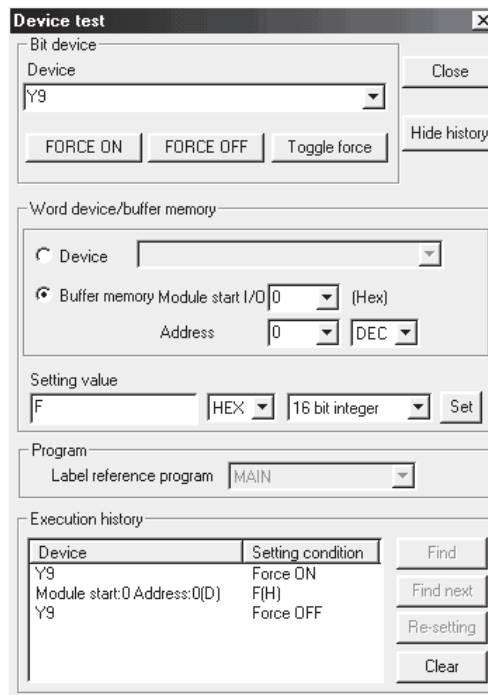 Device test
Bit device
Device
Close
Y9
FORCE ON FORCE OFF Toggle force
Hide history
Word device/buffer memory
Device
Buffer memory Module start I/O 0 (Hex)
Address 0 DEC
Setting value
F HEX 16 bit integer Set
Program
Label reference program MAIN
Execution history
Device Setting condition Find
Y9 Force ON
Module start:0 Address:0(D) F(H) Find next
Y9 Force OFF
Re-setting
Clear